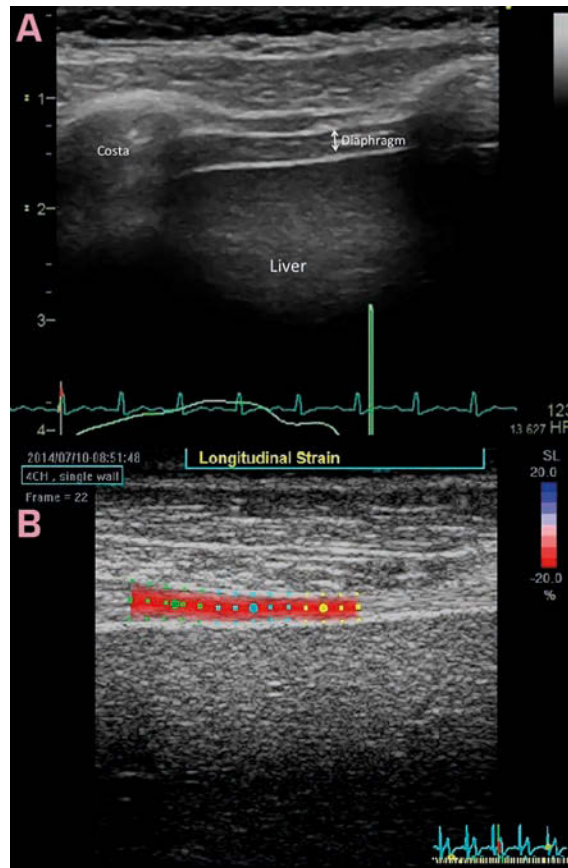 A
1
Costa
Diaphragm
2
Liver
3
4
13 627
123
HR
2014/07/10-08:51:48
Longitudinal Strain
4CH , single wall
Frame = 22
B
SL
20.0
-20.0
%